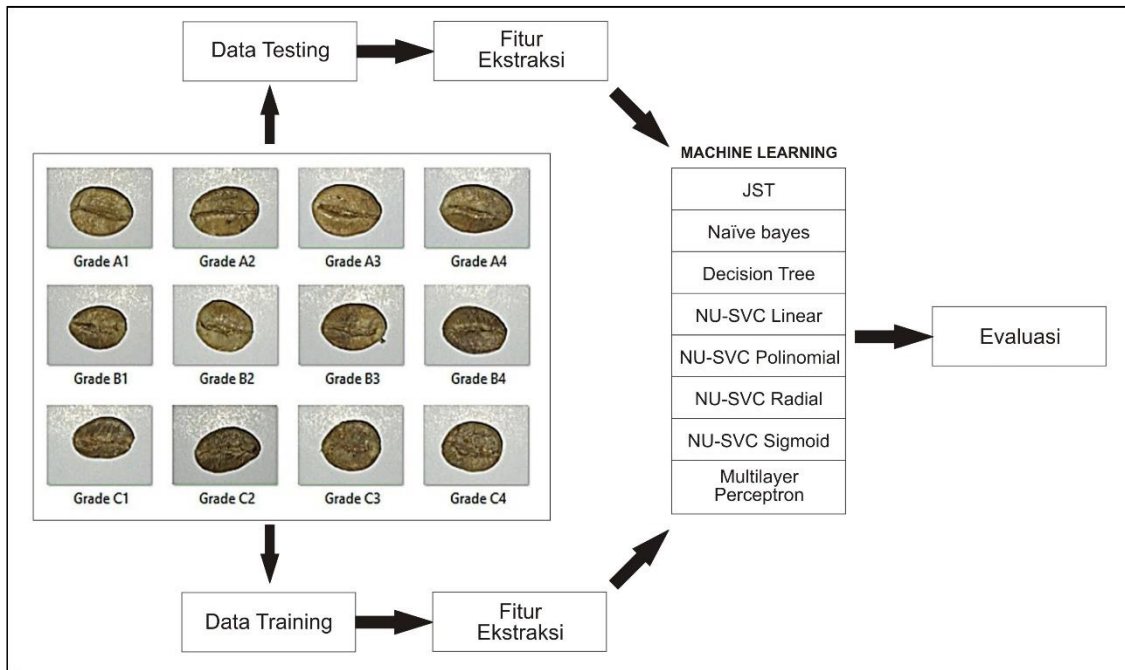 Data Testing
Fitur
Ekstraksi
MACHINE LEARNING
JST
Naïve bayes
Decision Tree
NU-SVC Linear
NU-SVC Polinomial
NU-SVC Radial
NU-SVC Sigmoid
Multilayer
Perceptron
Evaluasi
Grade A1
Grade A2
Grade A3
Grade A4
Grade B1
Grade B2
Grade B3
Grade B4
Grade C1
Grade C2
Grade C3
Grade C4
Data Training
Fitur
Ekstraksi